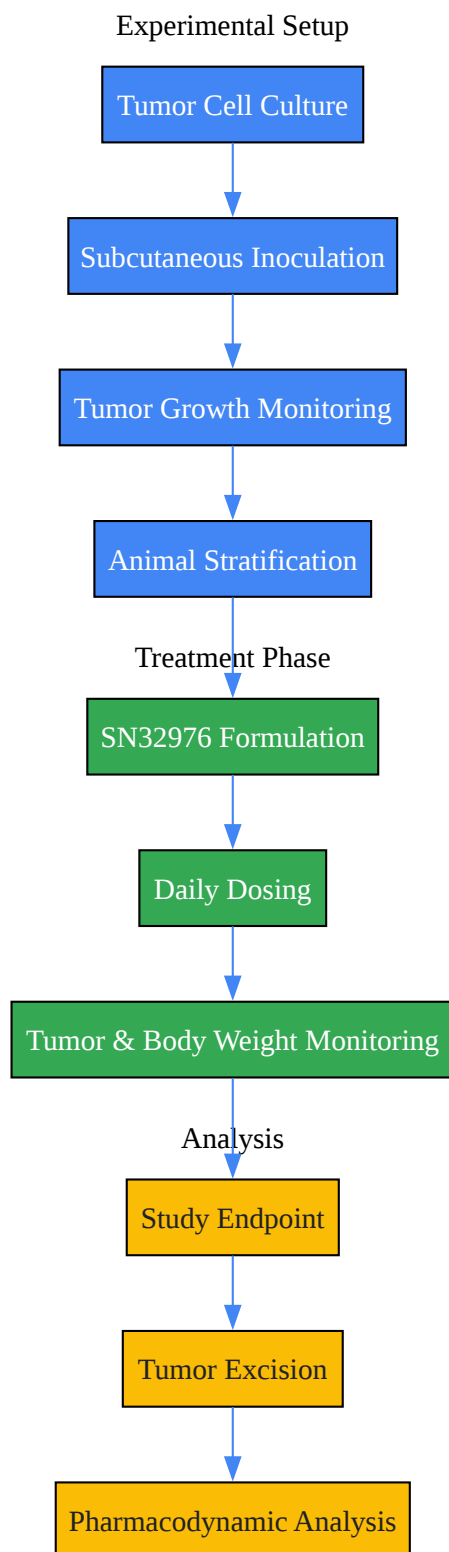 Experimental Setup
Tumor Cell Culture
Subcutaneous Inoculation
Tumor Growth Monitoring
Animal Stratification
Treatment Phase
SN32976 Formulation
Daily Dosing
Tumor & Body Weight Monitoring
Analysis
Study Endpoint
Tumor Excision
Pharmacodynamic Analysis